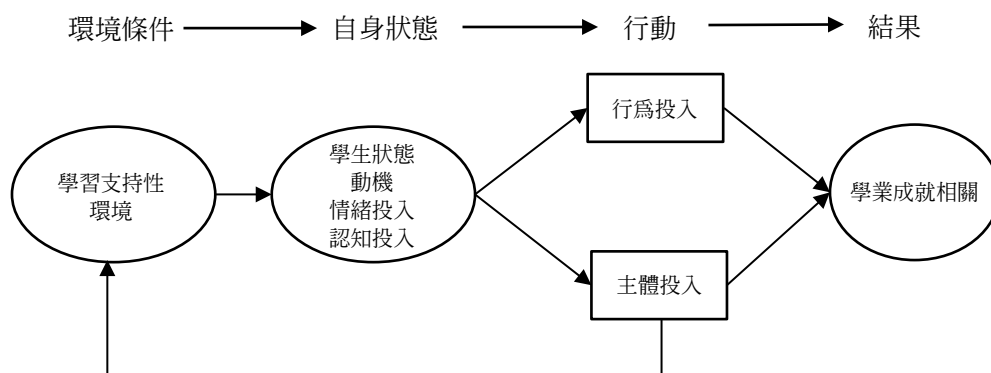 環境條件
自身狀態
行動
結果
行爲投入
學習支持性
環境
學生狀態
動機
情緒投入
認知投入
學業成就相關
主體投入